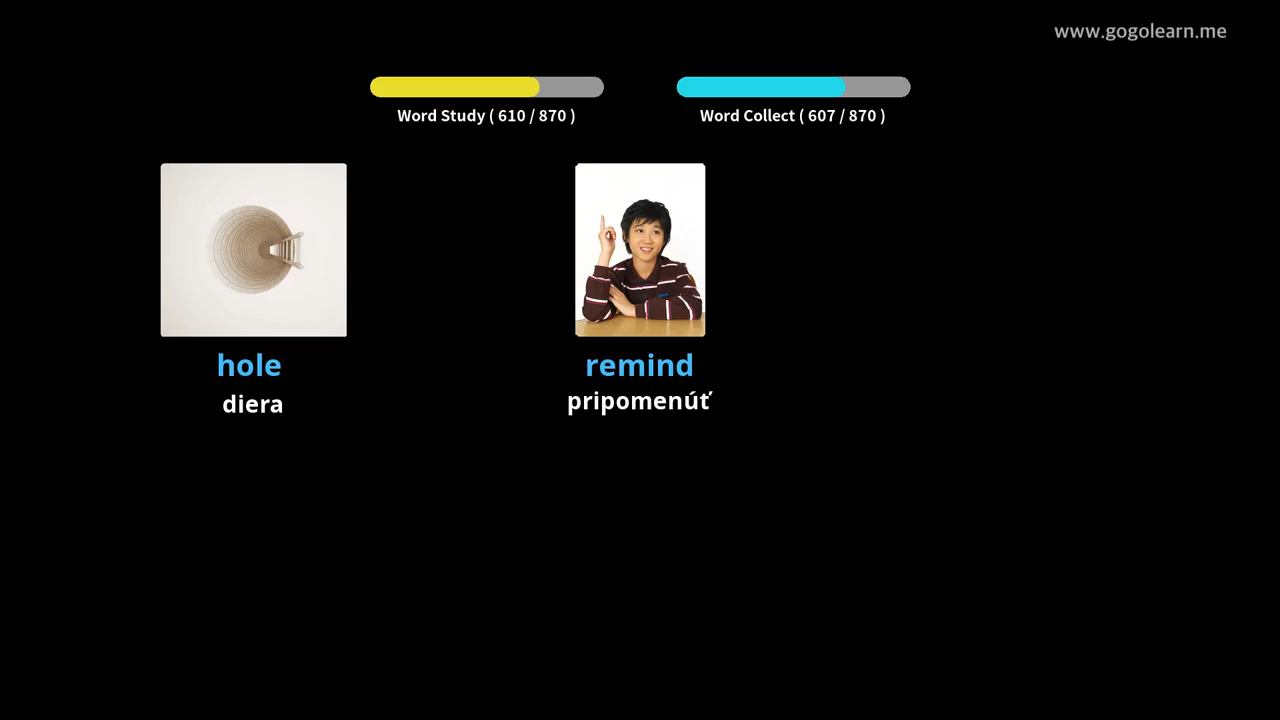 www.gogolearn.me
Word Study ( 610 / 870 )
Word Collect ( 607 / 870 )
hole
diera
remind
pripomenúť